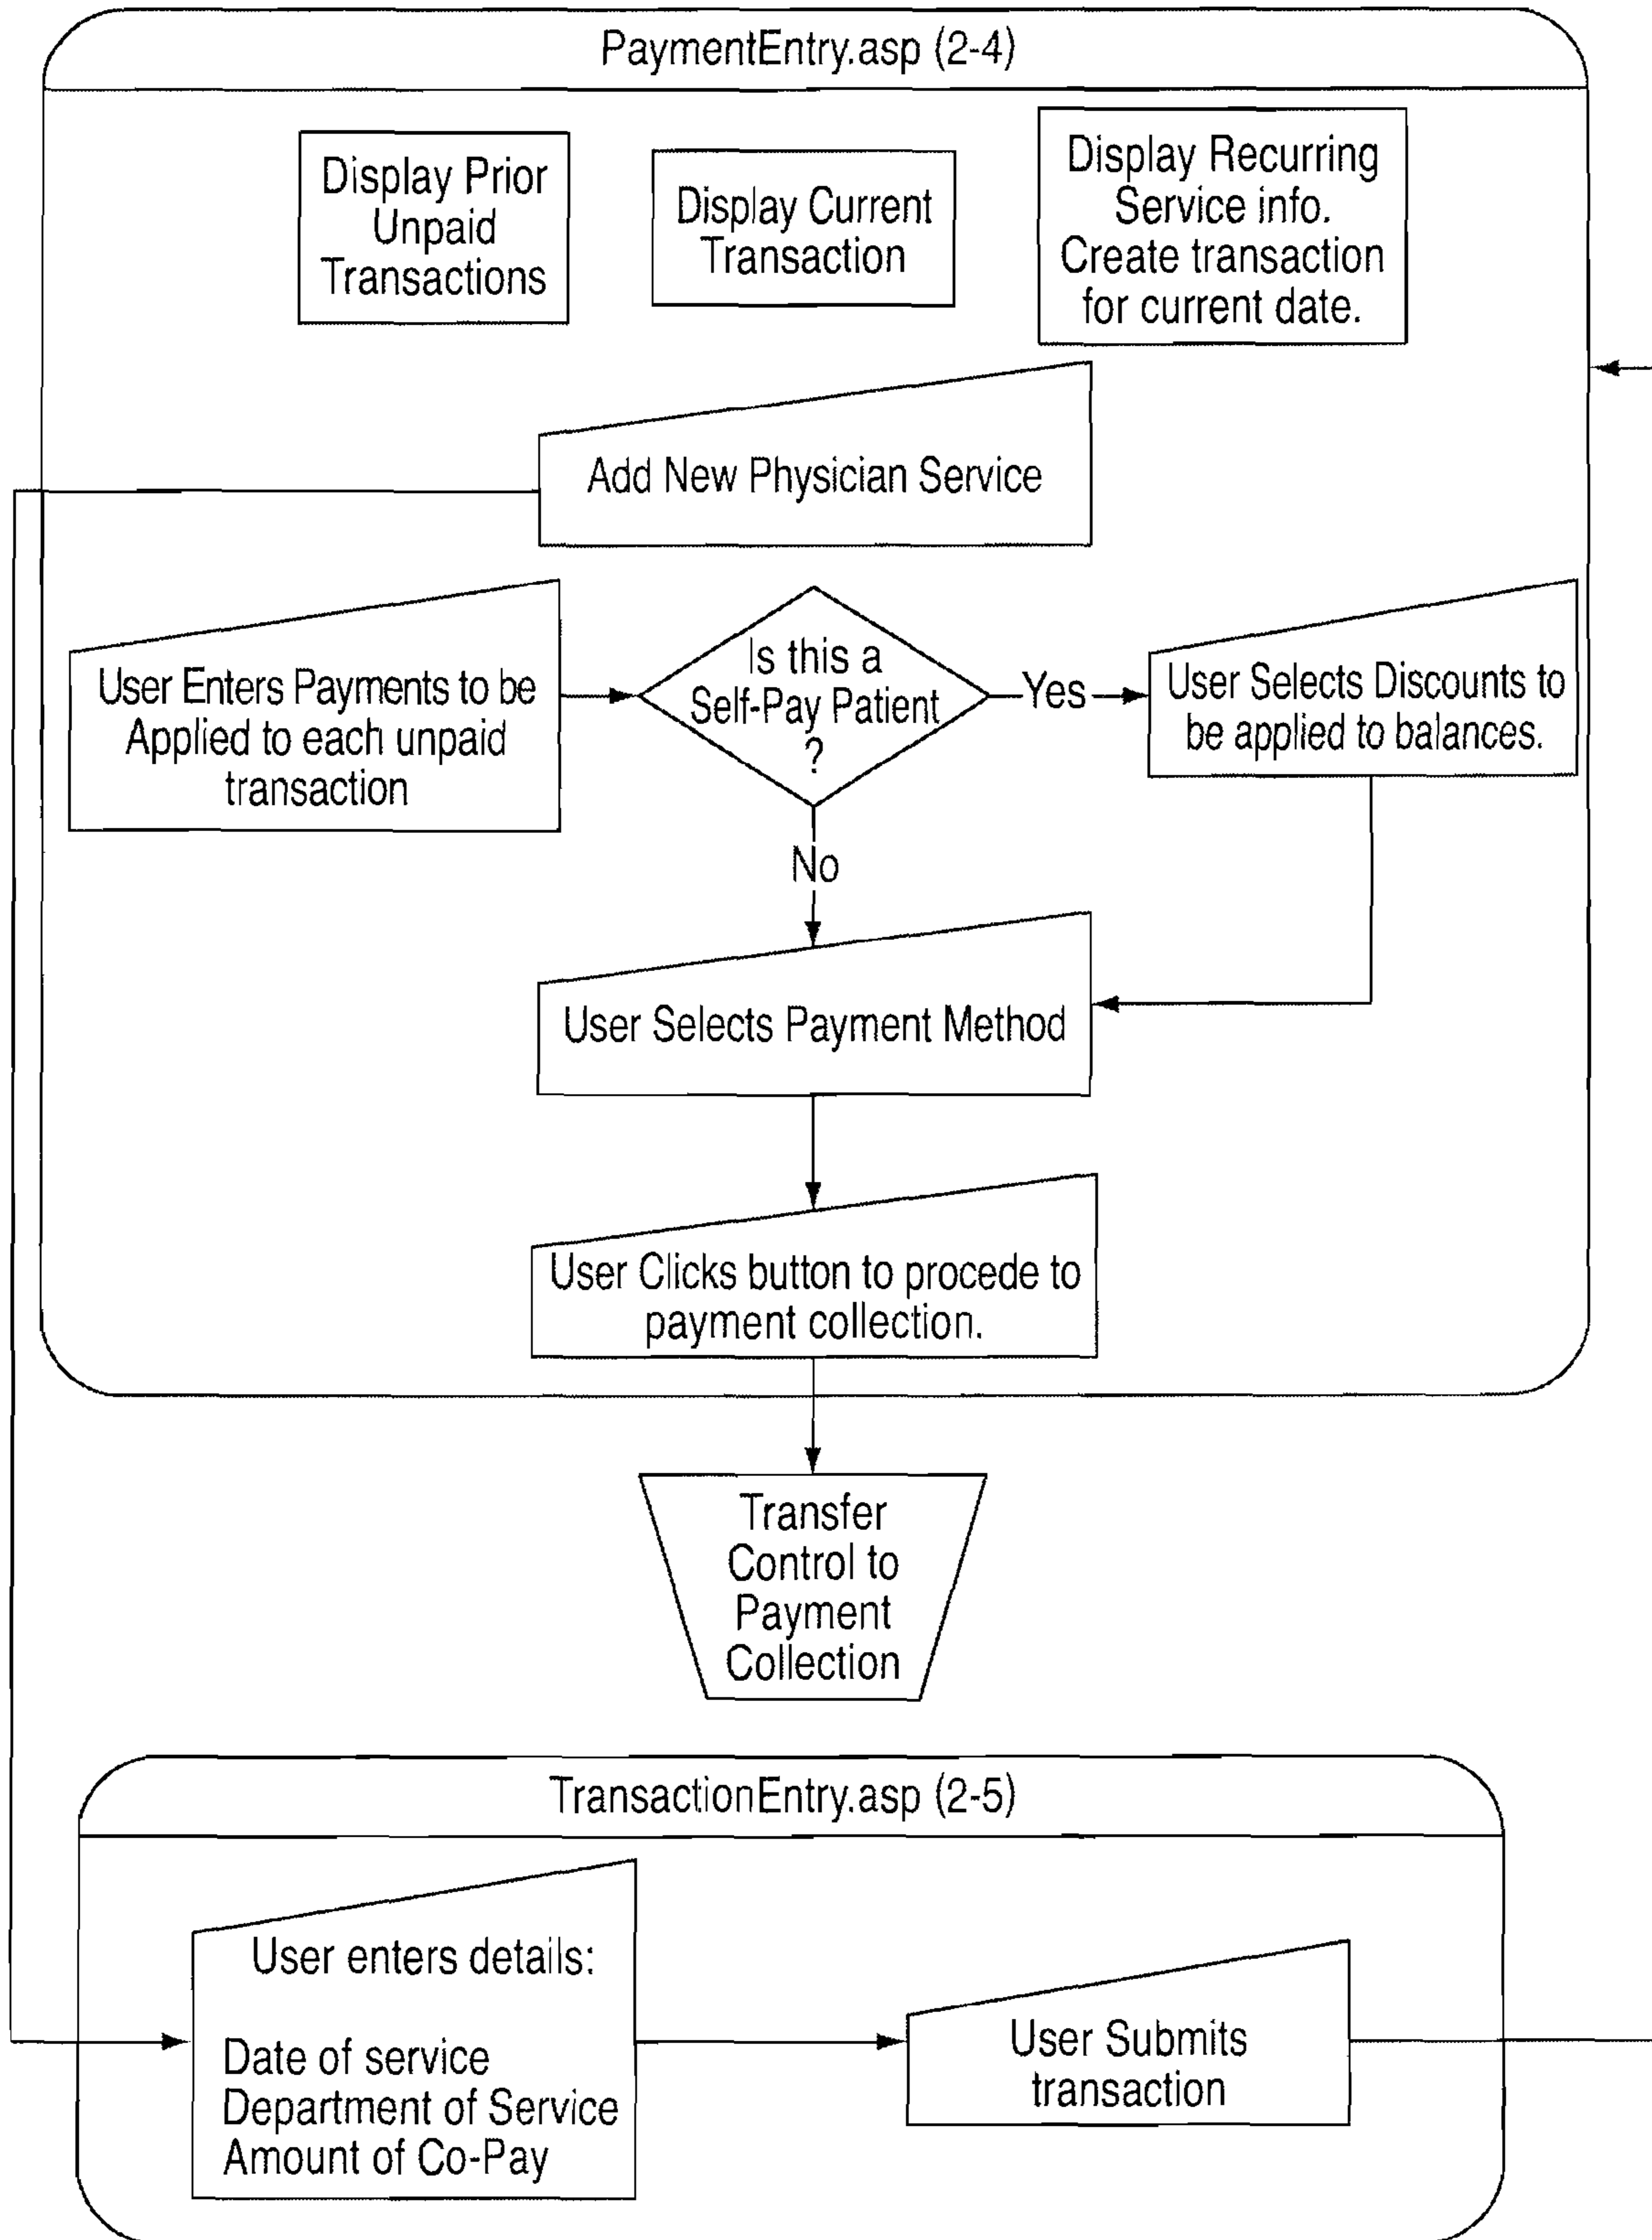 PaymentEntry.asp (2-4)
Display Prior
Unpaid
Transactions
Display Current
Transaction
Display Recurring
Service info.
Create transaction
for current date.
Add New Physician Service
User Enters Payments to be
Applied to each unpaid
transaction
Is this a
Self-Pay Patient
?
Yes
User Selects Discounts to
be applied to balances.
No
User Selects Payment Method
User Clicks button to procede to
payment collection.
Transfer
Control to
Payment
Collection
TransactionEntry.asp (2-5)
User enters details:
Date of service
Department of Service
Amount of Co-Pay
User Submits
transaction